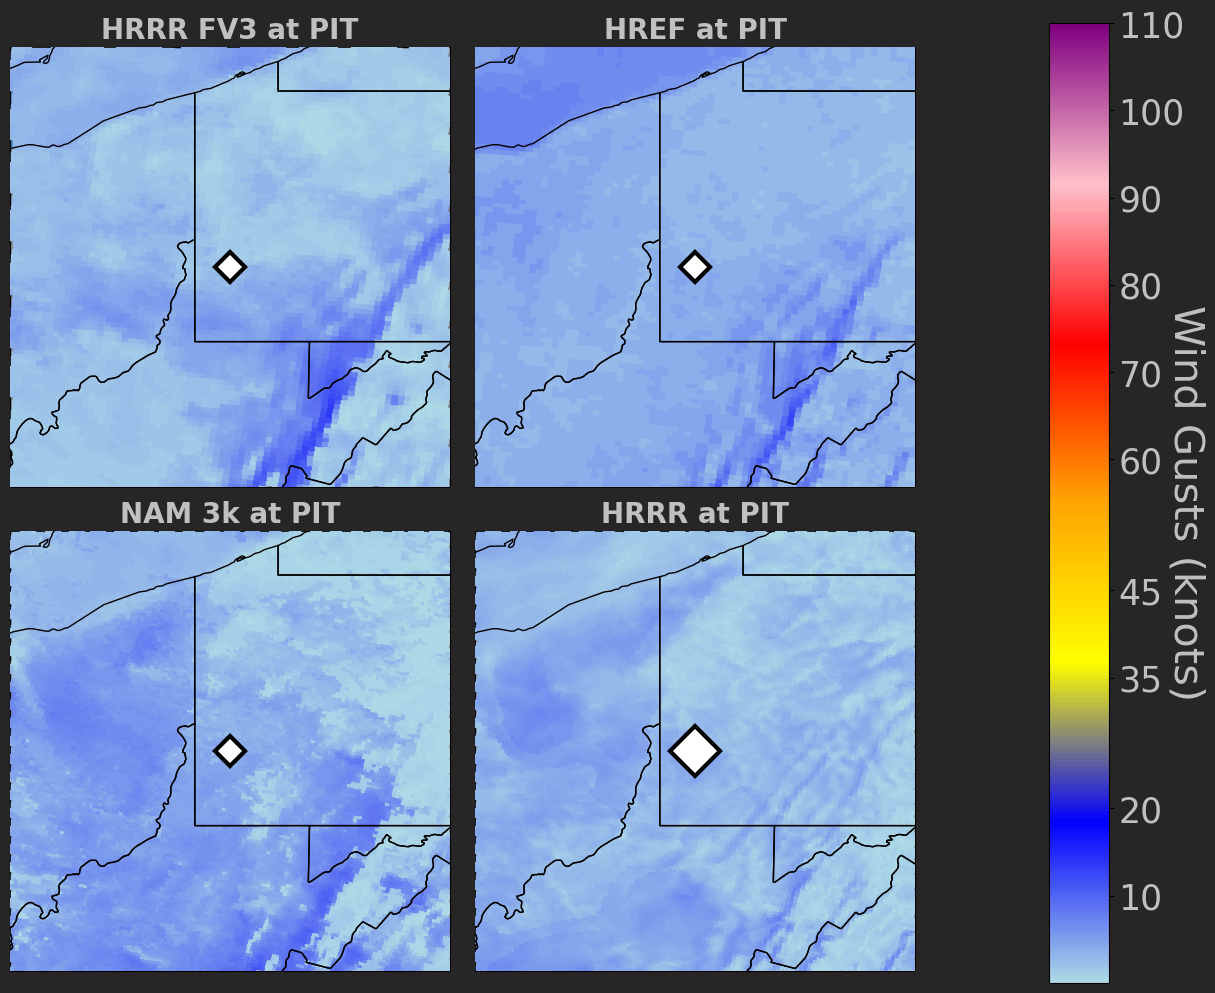 HRRR FV3 at PIT
HREF at PIT
NAM 3k at PIT
HRRR at PIT
110
100
90
80
70
60
45
35
20
10
Wind Gusts (knots)